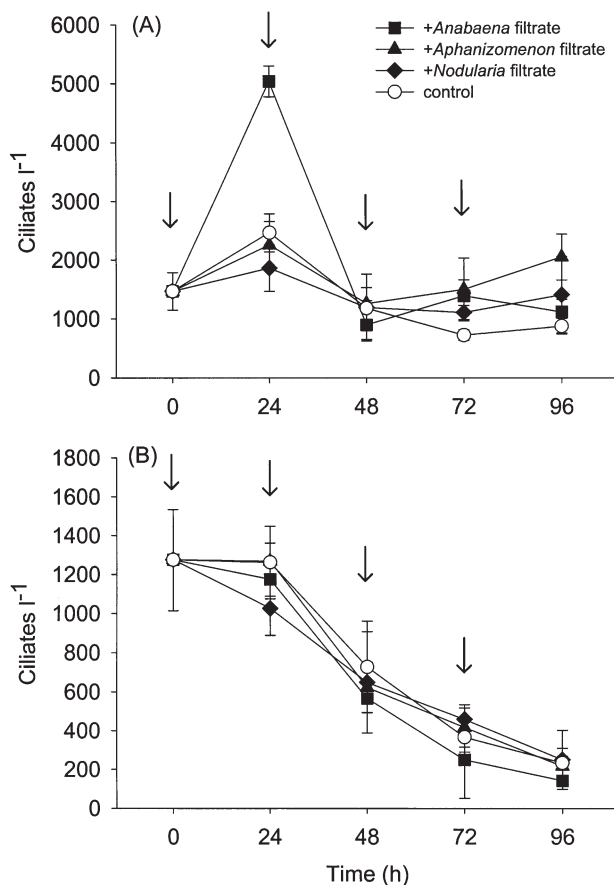 (A)
+Anabaena filtrate
+Aphanizomenon filtrate
+Nodularia filtrate
control
6000
5000
4000
3000
2000
1000
0
Ciliates l⁻¹
0 24 48 72 96
(B)
1800
1600
1400
1200
1000
800
600
400
200
0
Ciliates l⁻¹
0 24 48 72 96
Time (h)